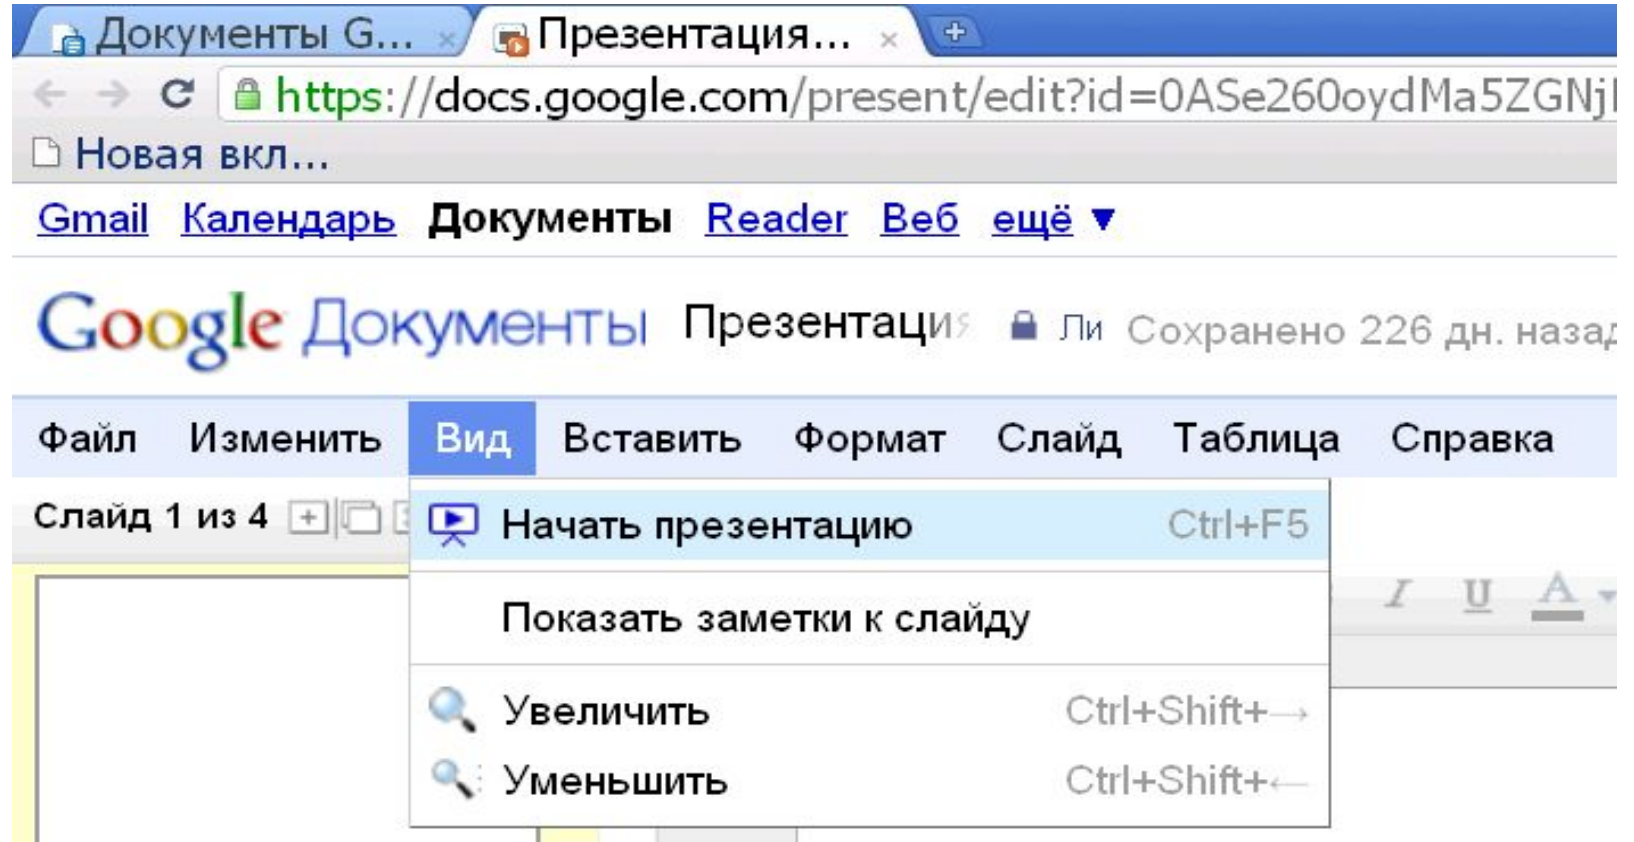 Документы G... Презентация...
https://docs.google.com/present/edit?id=0ASe260oydMa5ZGNj
Новая вкл...
Gmail Календарь Документы Reader Веб ещё ▼
Google Документы Презентация Ли Сохранено 226 дн. назад
Файл Изменить Вид Вставить Формат Слайд Таблица Справка
Слайд 1 из 4
Начать презентацию Ctrl+F5
I U A
Показать заметки к слайду
Увеличить Ctrl+Shift+→
Уменьшить Ctrl+Shift+←